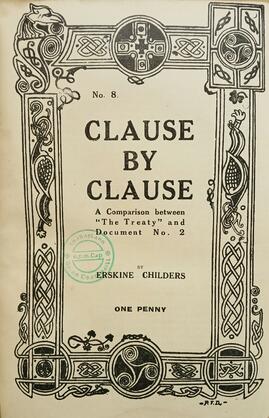 No. 8.
CLAUSE
BY
CLAUSE
A Comparison between
"The Treaty" and
Document No. 2
BY
ERSKINE CHILDERS
ONE PENNY